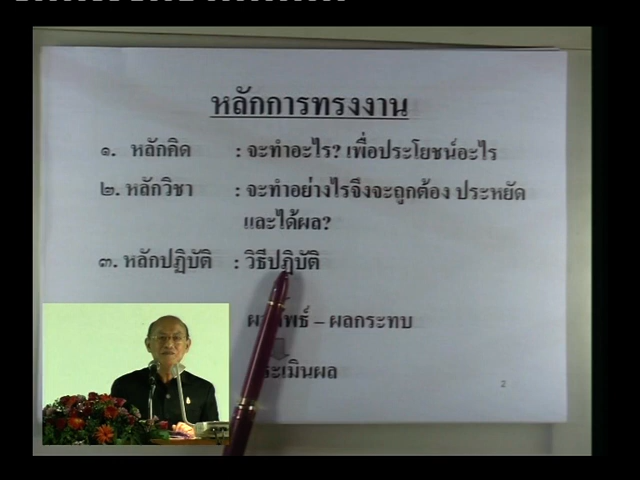 หลักการทรงงาน
๑. หลักคิด : จะทำอะไร? เพื่อประโยชน์อะไร
๒. หลักวิชา : จะทำอย่างไรจึงจะถูกต้อง ประหยัด
และได้ผล?
๓. หลักปฏิบัติ : วิธีปฏิบัติ
– ผลกระทบ
2